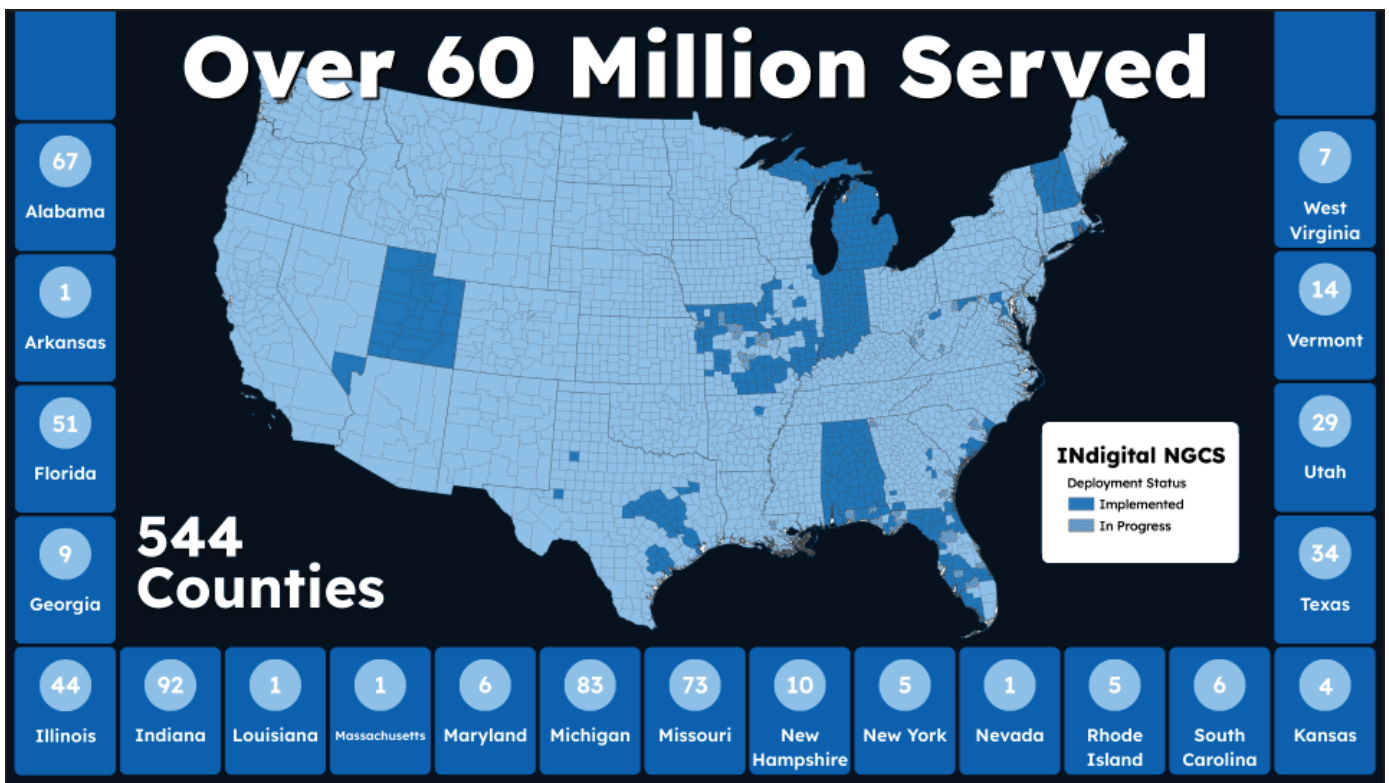 Over 60 Million Served
67
Alabama
1
Arkansas
51
Florida
9
Georgia
544
Counties
INdigital NGCS
Deployment Status
Implemented
In Progress
7
West
Virginia
14
Vermont
29
Utah
34
Texas
44
Illinois
92
Indiana
1
Louisiana
1
Massachusetts
6
Maryland
83
Michigan
73
Missouri
10
New
Hampshire
5
New York
1
Nevada
5
Rhode
Island
6
South
Carolina
4
Kansas